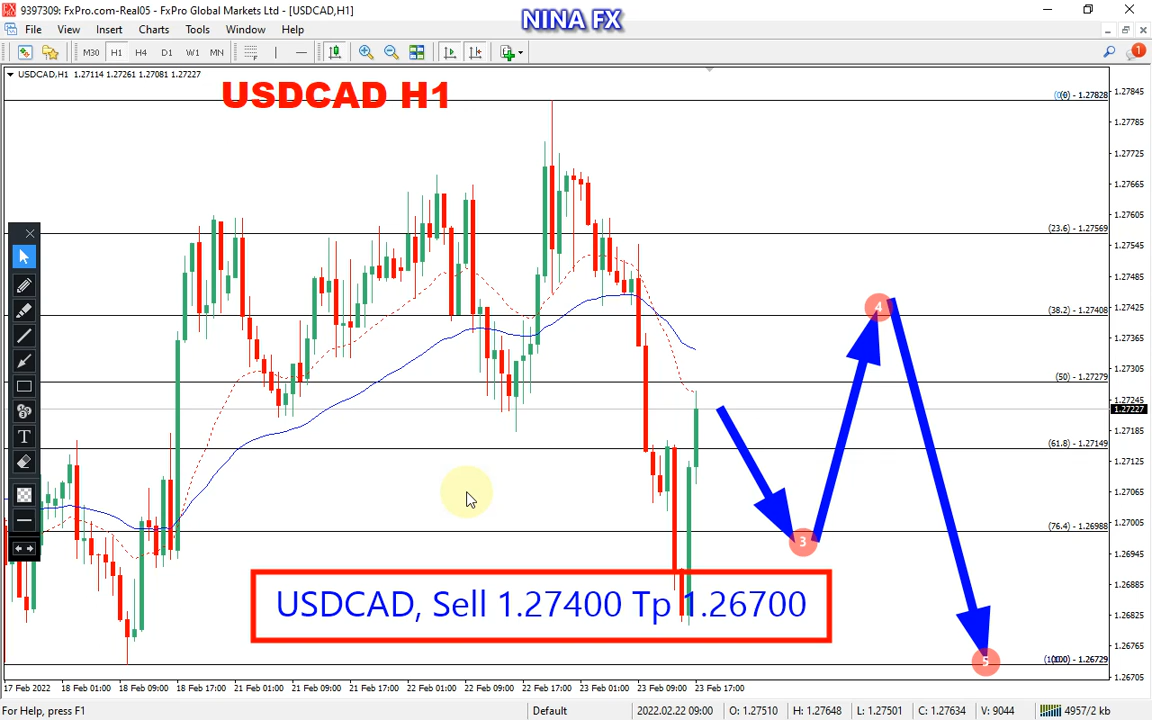 9397309: FxPro.com-Real05 - FxPro Global Markets Ltd - [USDCAD,H1]
NINA FX
File View Insert Charts Tools Window Help
M30 H1 H4 D1 W1 MN
1
USDCAD,H1 1.27114 1.27261 1.27081 1.27227
USDCAD H1
1.27845
(0) - 1.27828
1.27785
1.27725
1.27665
1.27605
(23.6) - 1.27569
1.27545
1.27485
1.27425
(38.2) - 1.27408
1.27365
1.27305
(50) - 1.27279
1.27245
1.27227
1.27185
(61.8) - 1.27149
1.27125
1.27065
1.27005
(76.4) - 1.26988
1.26945
1.26885
1.26825
1.26765
(100.0) - 1.26729
1.26705
T
4
3
5
USDCAD, Sell 1.27400 Tp 1.26700
17 Feb 2022 18 Feb 01:00 18 Feb 09:00 18 Feb 17:00 21 Feb 01:00 21 Feb 09:00 21 Feb 17:00 22 Feb 01:00 22 Feb 09:00 22 Feb 17:00 23 Feb 01:00 23 Feb 09:00 23 Feb 17:00
For Help, press F1 Default 2022.02.22 09:00 O: 1.27510 H: 1.27648 L: 1.27501 C: 1.27634 V: 9044 4957/2 kb